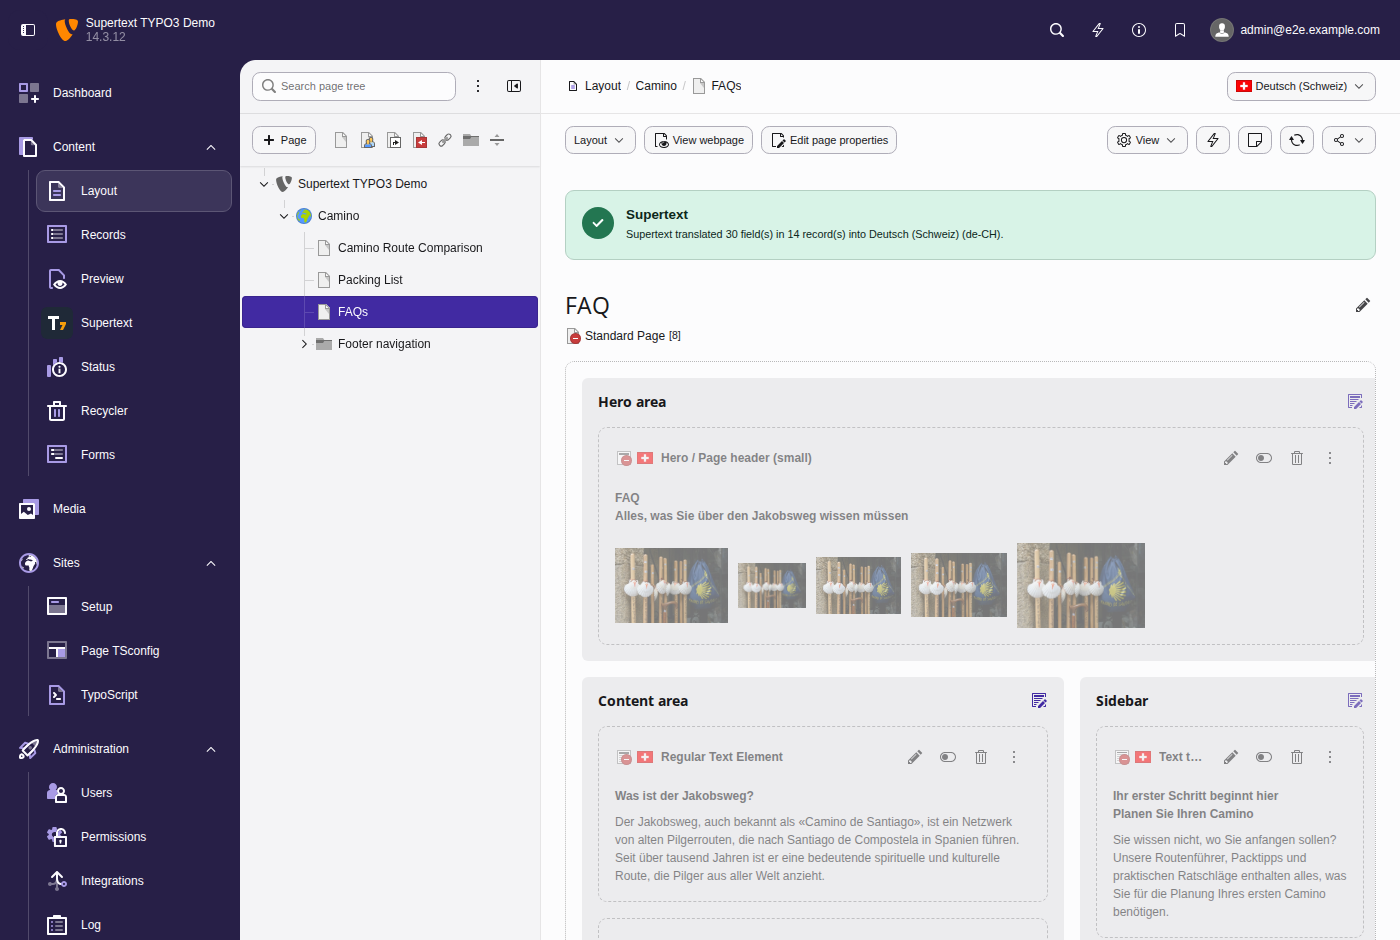 Supertext TYPO3 Demo
14.3.12
admin@e2e.example.com
Dashboard
Content
Layout
Records
Preview
Supertext
Status
Recycler
Forms
Media
Sites
Setup
Page TSconfig
TypoScript
Administration
Users
Permissions
Integrations
Log
Search page tree
Page
Supertext TYPO3 Demo
Camino
Camino Route Comparison
Packing List
FAQs
Footer navigation
Layout / Camino / FAQs
Deutsch (Schweiz)
Layout
View webpage
Edit page properties
View
Supertext
Supertext translated 30 field(s) in 14 record(s) into Deutsch (Schweiz) (de-CH).
FAQ
Standard Page [8]
Hero area
Hero / Page header (small)
FAQ
Alles, was Sie über den Jakobsweg wissen müssen
Content area
Regular Text Element
Was ist der Jakobsweg?
Der Jakobsweg, auch bekannt als «Camino de Santiago», ist ein Netzwerk
von alten Pilgerrouten, die nach Santiago de Compostela in Spanien führen.
Seit über tausend Jahren ist er eine bedeutende spirituelle und kulturelle
Route, die Pilger aus aller Welt anzieht.
Sidebar
Text t...
Ihr erster Schritt beginnt hier
Planen Sie Ihren Camino
Sie wissen nicht, wo Sie anfangen sollen?
Unsere Routenführer, Packtipps und
praktischen Ratschläge enthalten alles, was
Sie für die Planung Ihres ersten Camino
benötigen.